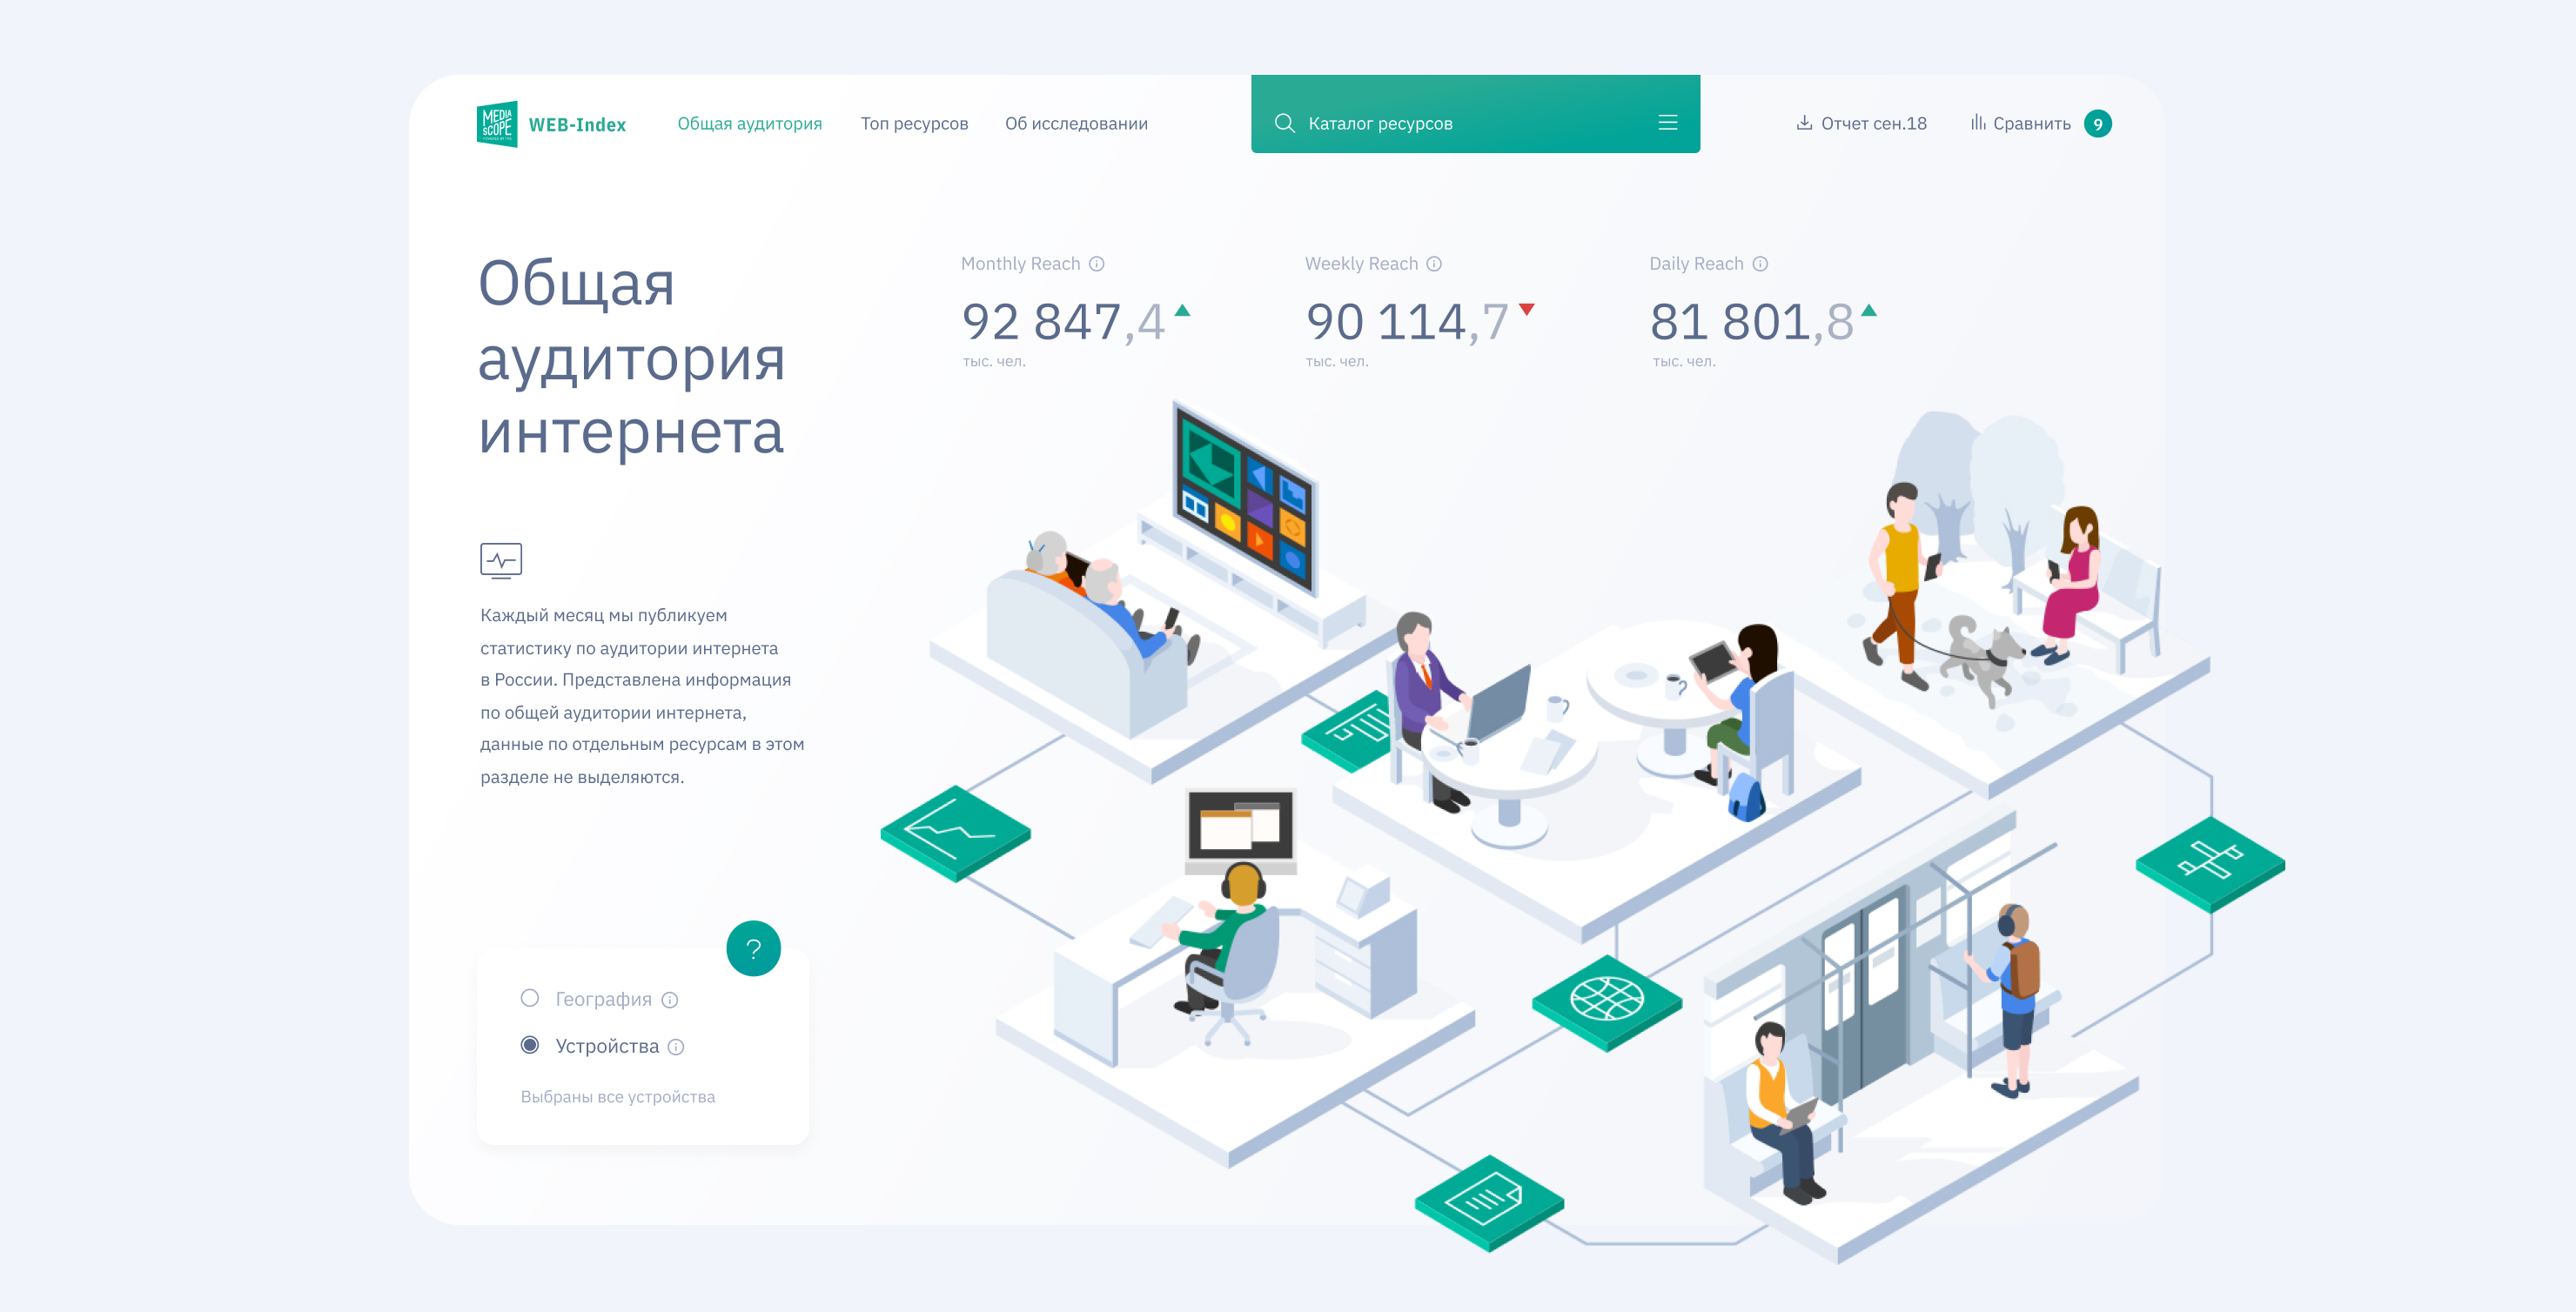 MEDIA
SCOPE
WEB-Index
Общая аудитория
Топ ресурсов
Об исследовании
Каталог ресурсов
Отчет сен.18
Сравнить
9
Общая
аудитория
интернета
Monthly Reach
92 847,4
тыс. чел.
Weekly Reach
90 114,7
тыс. чел.
Daily Reach
81 801,8
тыс. чел.
Каждый месяц мы публикуем
статистику по аудитории интернета
в России. Представлена информация
по общей аудитории интернета,
данные по отдельным ресурсам в этом
разделе не выделяются.
?
География
Устройства
Выбраны все устройства